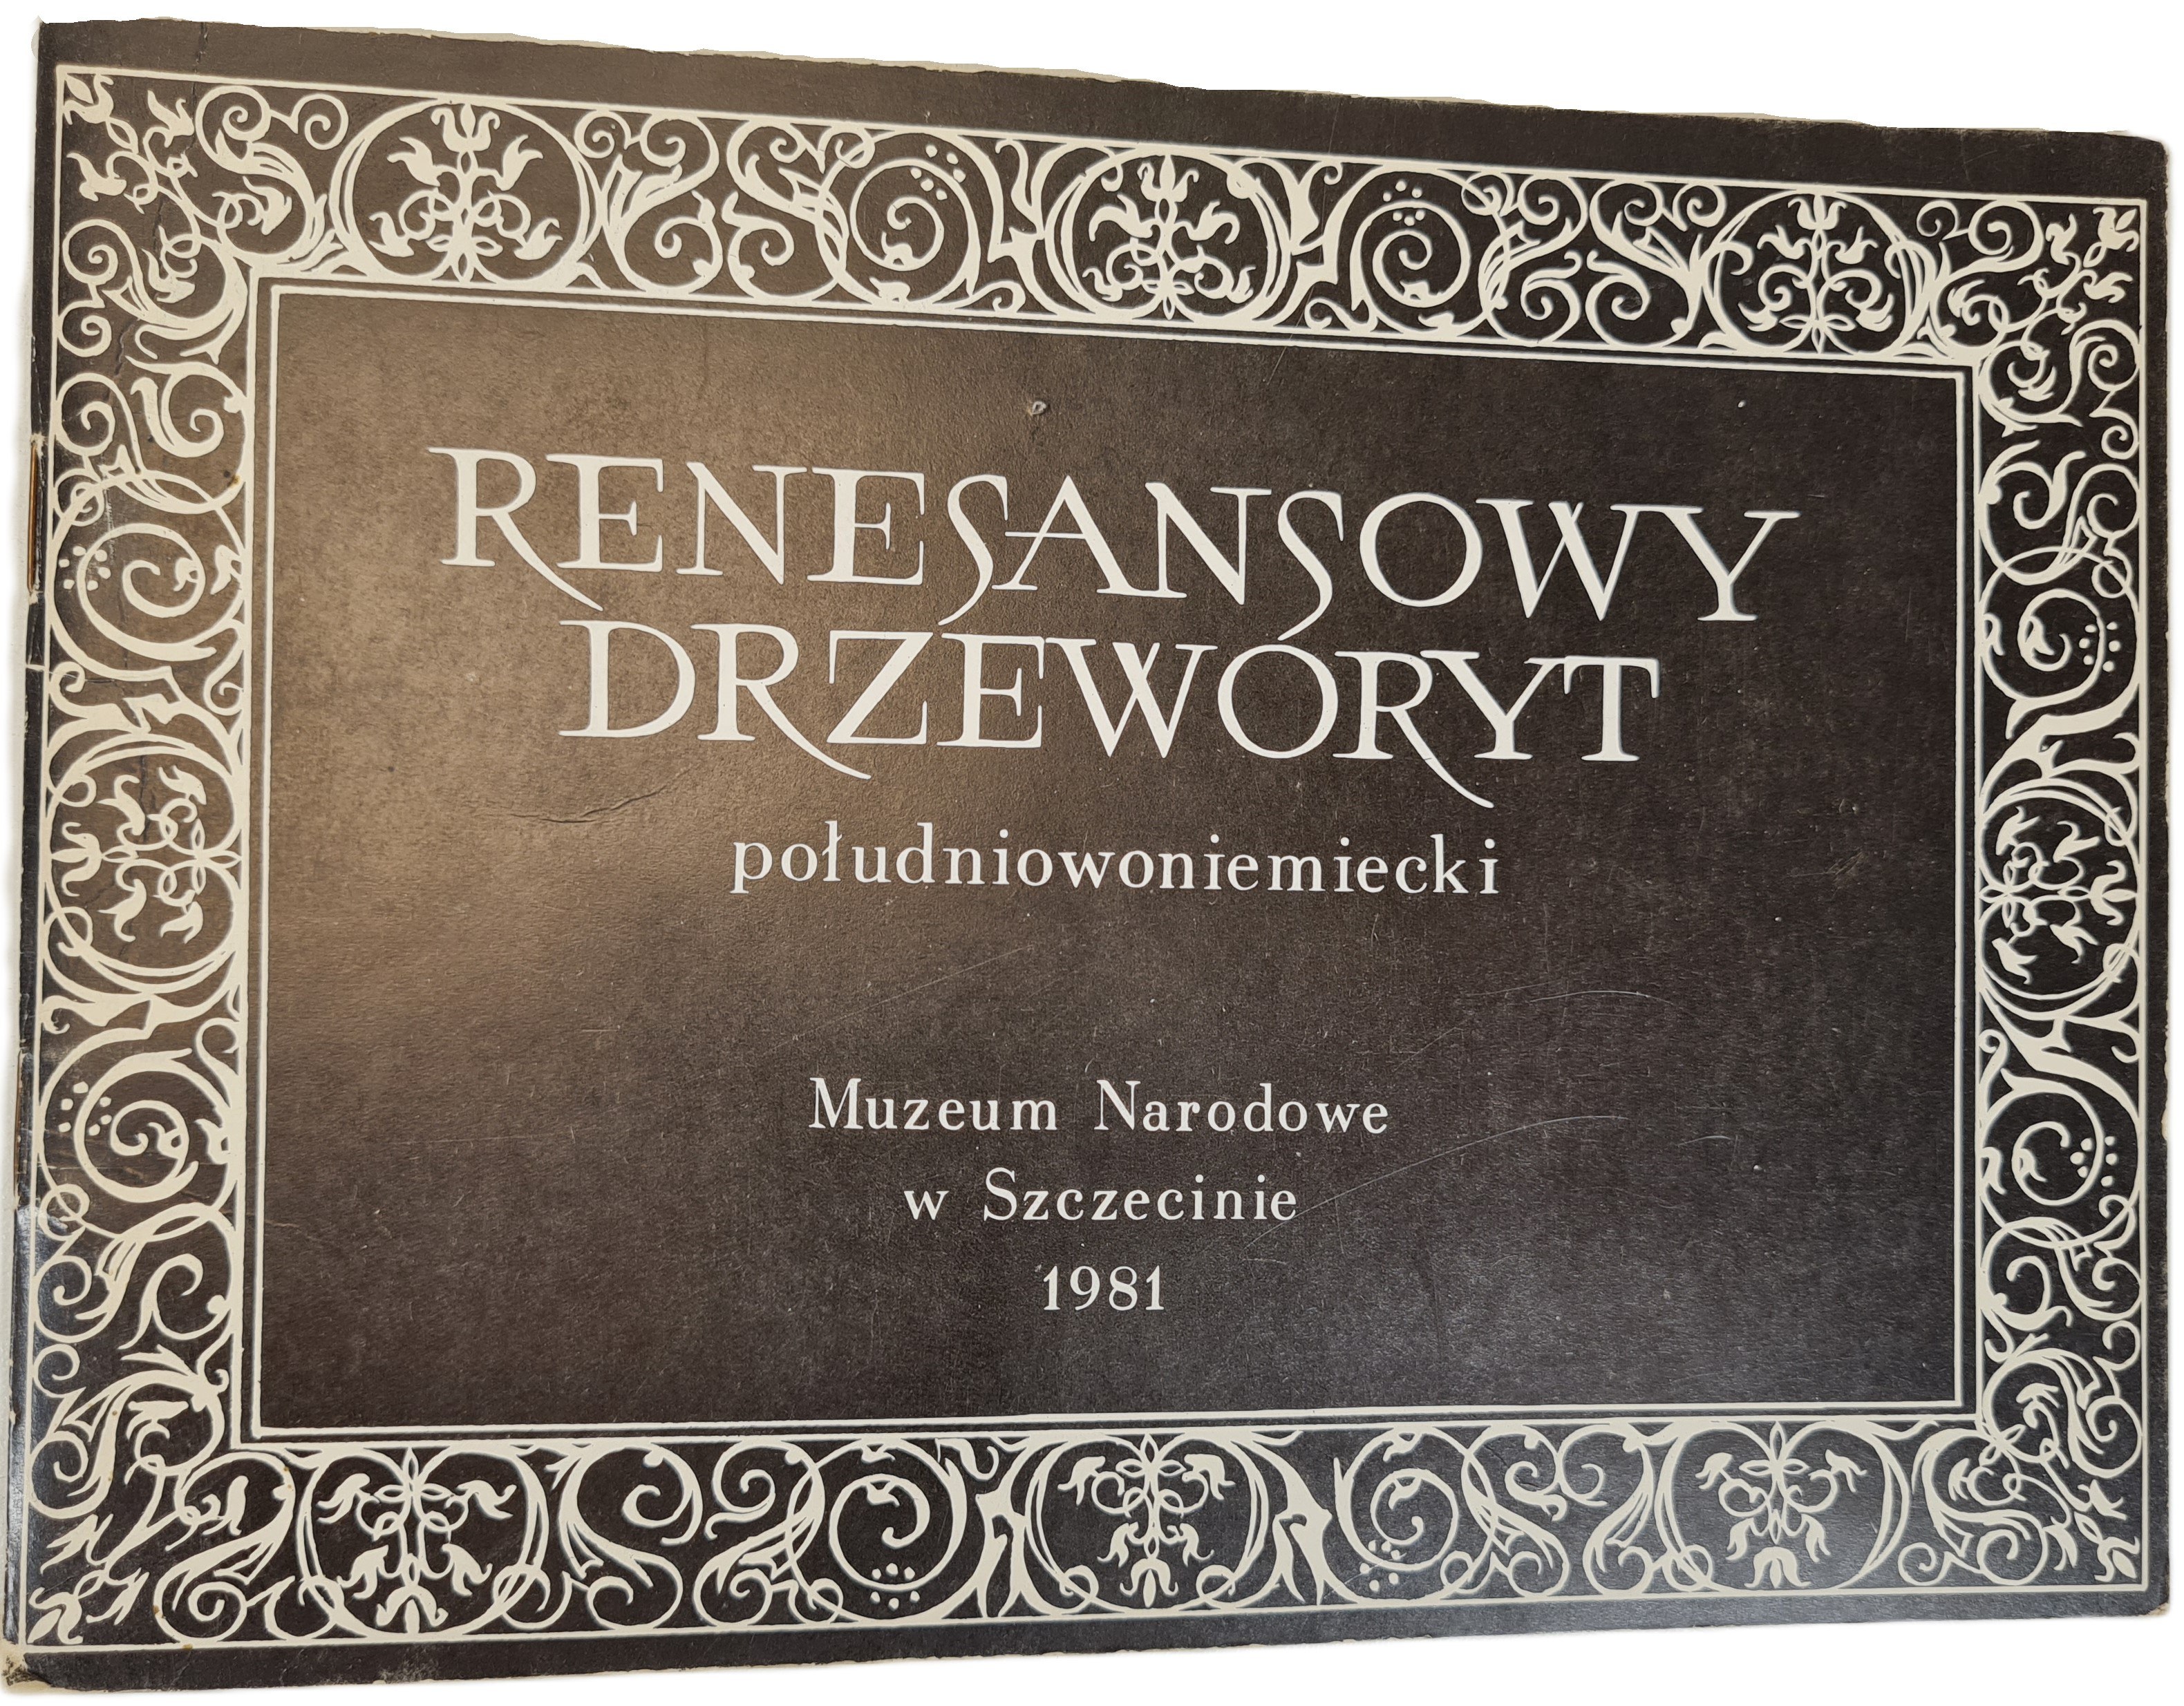 RENESANSOWY
DRZEWORYT
południowoniemiecki
Muzeum Narodowe
w Szczecinie
1981